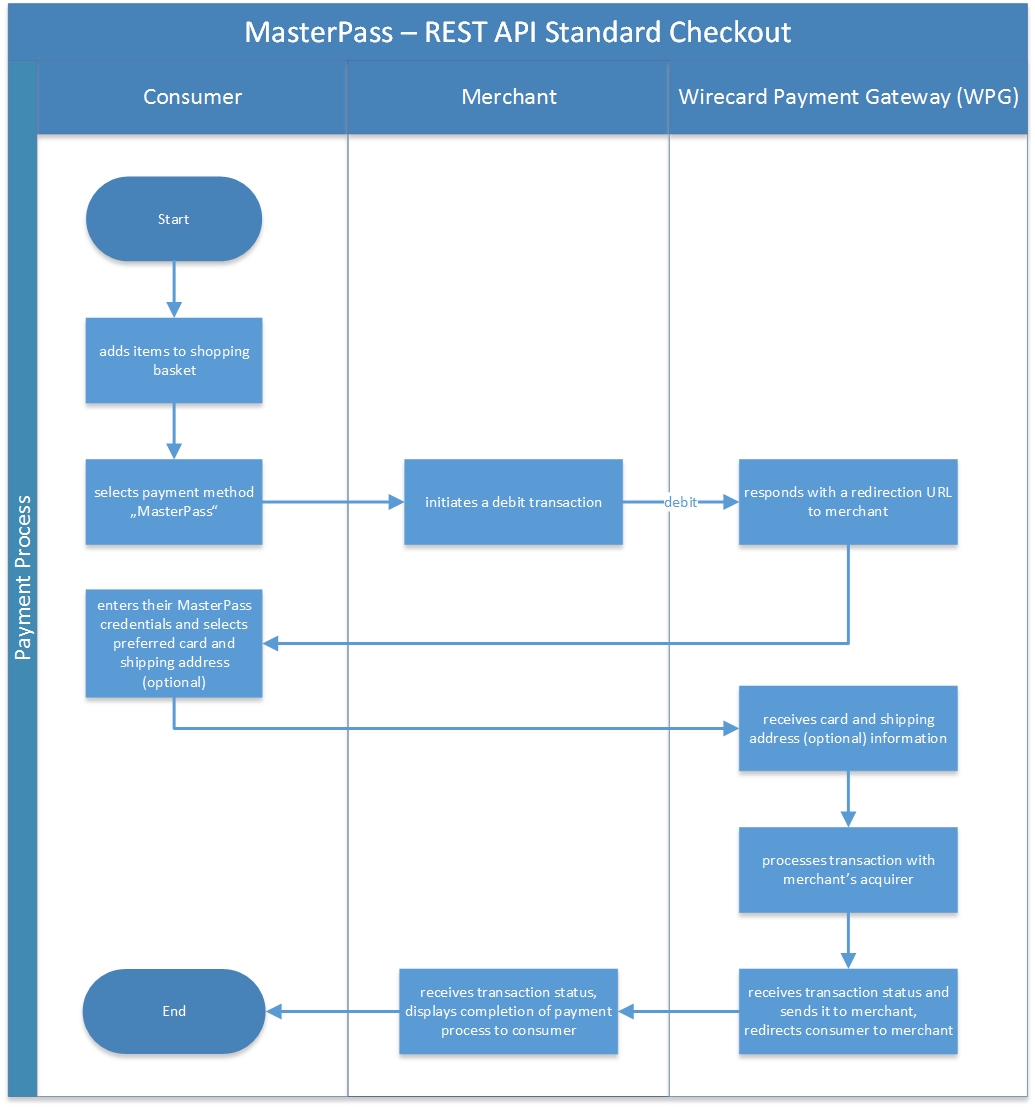 MasterPass – REST API Standard Checkout
Consumer
Merchant
Wirecard Payment Gateway (WPG)
Payment Process
Start
adds items to shopping
basket
selects payment method
„MasterPass“
initiates a debit transaction
debit
responds with a redirection URL
to merchant
enters their MasterPass
credentials and selects
preferred card and
shipping address
(optional)
receives card and shipping
address (optional) information
processes transaction with
merchant’s acquirer
receives transaction status and
sends it to merchant,
redirects consumer to merchant
receives transaction status,
displays completion of payment
process to consumer
End